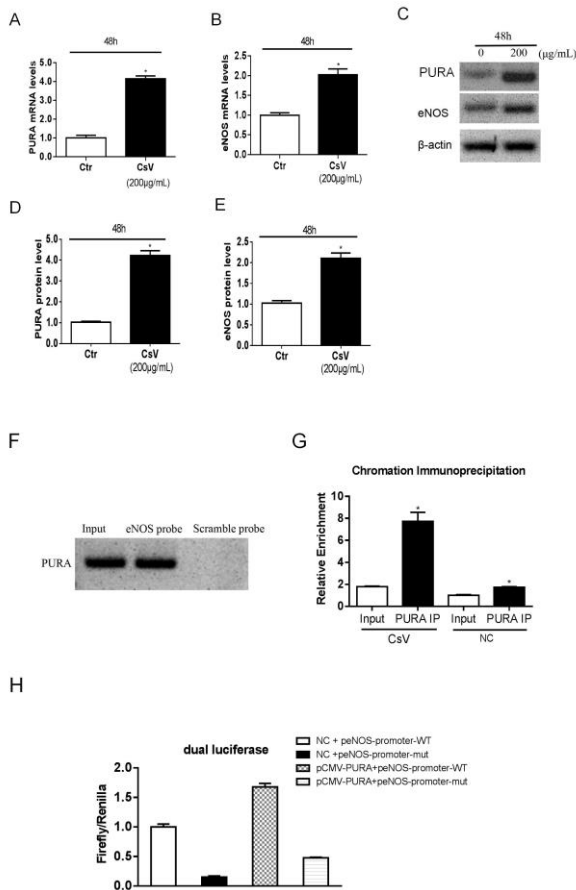 A
48h
PURA mRNA levels
5.0
4.0
3.0
2.0
1.0
0.0
*
Ctr
CsV
(200μg/mL)
B
48h
eNOS mRNA levels
2.5
2.0
1.5
1.0
0.5
0.0
*
Ctr
CsV
(200μg/mL)
C
48h
0 200 (μg/mL)
PURA
eNOS
β-actin
D
48h
PURA protein level
5.0
4.0
3.0
2.0
1.0
0.0
*
Ctr
CsV
(200μg/mL)
E
48h
eNOS protein level
2.5
2.0
1.5
1.0
0.5
0.0
*
Ctr
CsV
(200μg/mL)
F
Input eNOS probe Scramble probe
PURA
G
Chromation Immunoprecipitation
Relative Enrichment
10
8
6
4
2
0
*
*
Input PURA IP Input PURA IP
CsV NC
H
dual luciferase
NC + peNOS-promoter-WT
NC +peNOS-promoter-mut
pCMV-PURA+peNOS-promoter-WT
pCMV-PURA+peNOS-promoter-mut
Firefly/Renilla
2.0
1.5
1.0
0.5
0.0